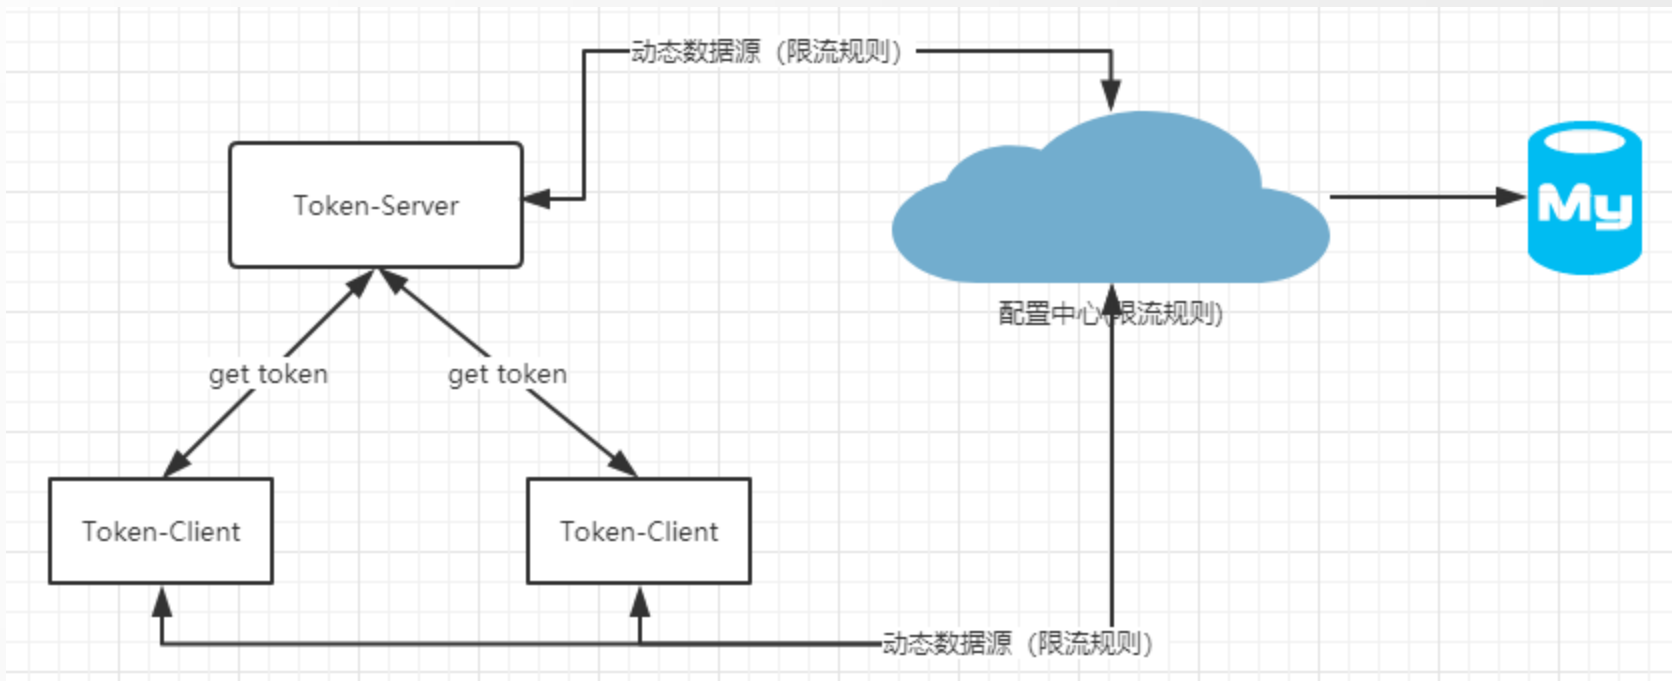 动态数据源（限流规则）
Token-Server
My
配置中心(限流规则)
get token
get token
Token-Client
Token-Client
动态数据源（限流规则）